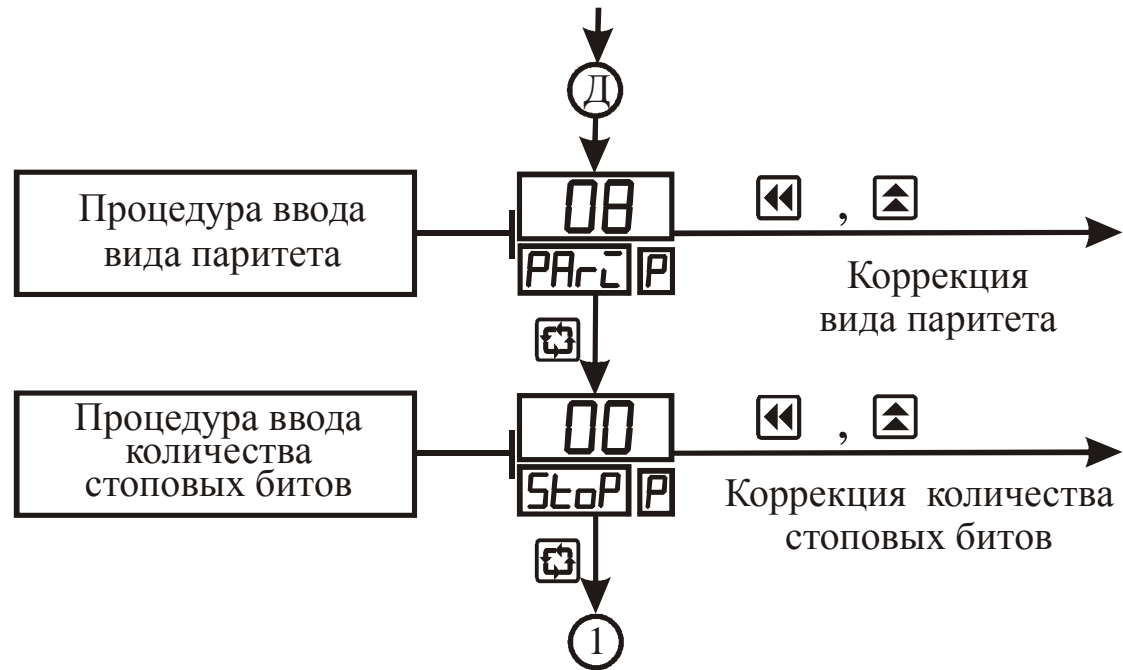 Д
Процедура ввода
вида паритета
08
PAri P
,
Коррекция
вида паритета
Процедура ввода
количества
стоповых битов
00
StoP P
,
Коррекция количества
стоповых битов
1